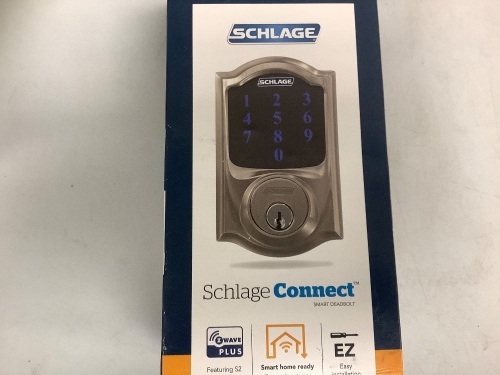 SCHLAGE
SCHLAGE
1 2 3
4 5 6
7 8 9
0
SCHLAGE
Schlage Connect™
SMART DEADBOLT
Z WAVE
PLUS
EZ
Featuring S2
Smart home ready
Easy
installation